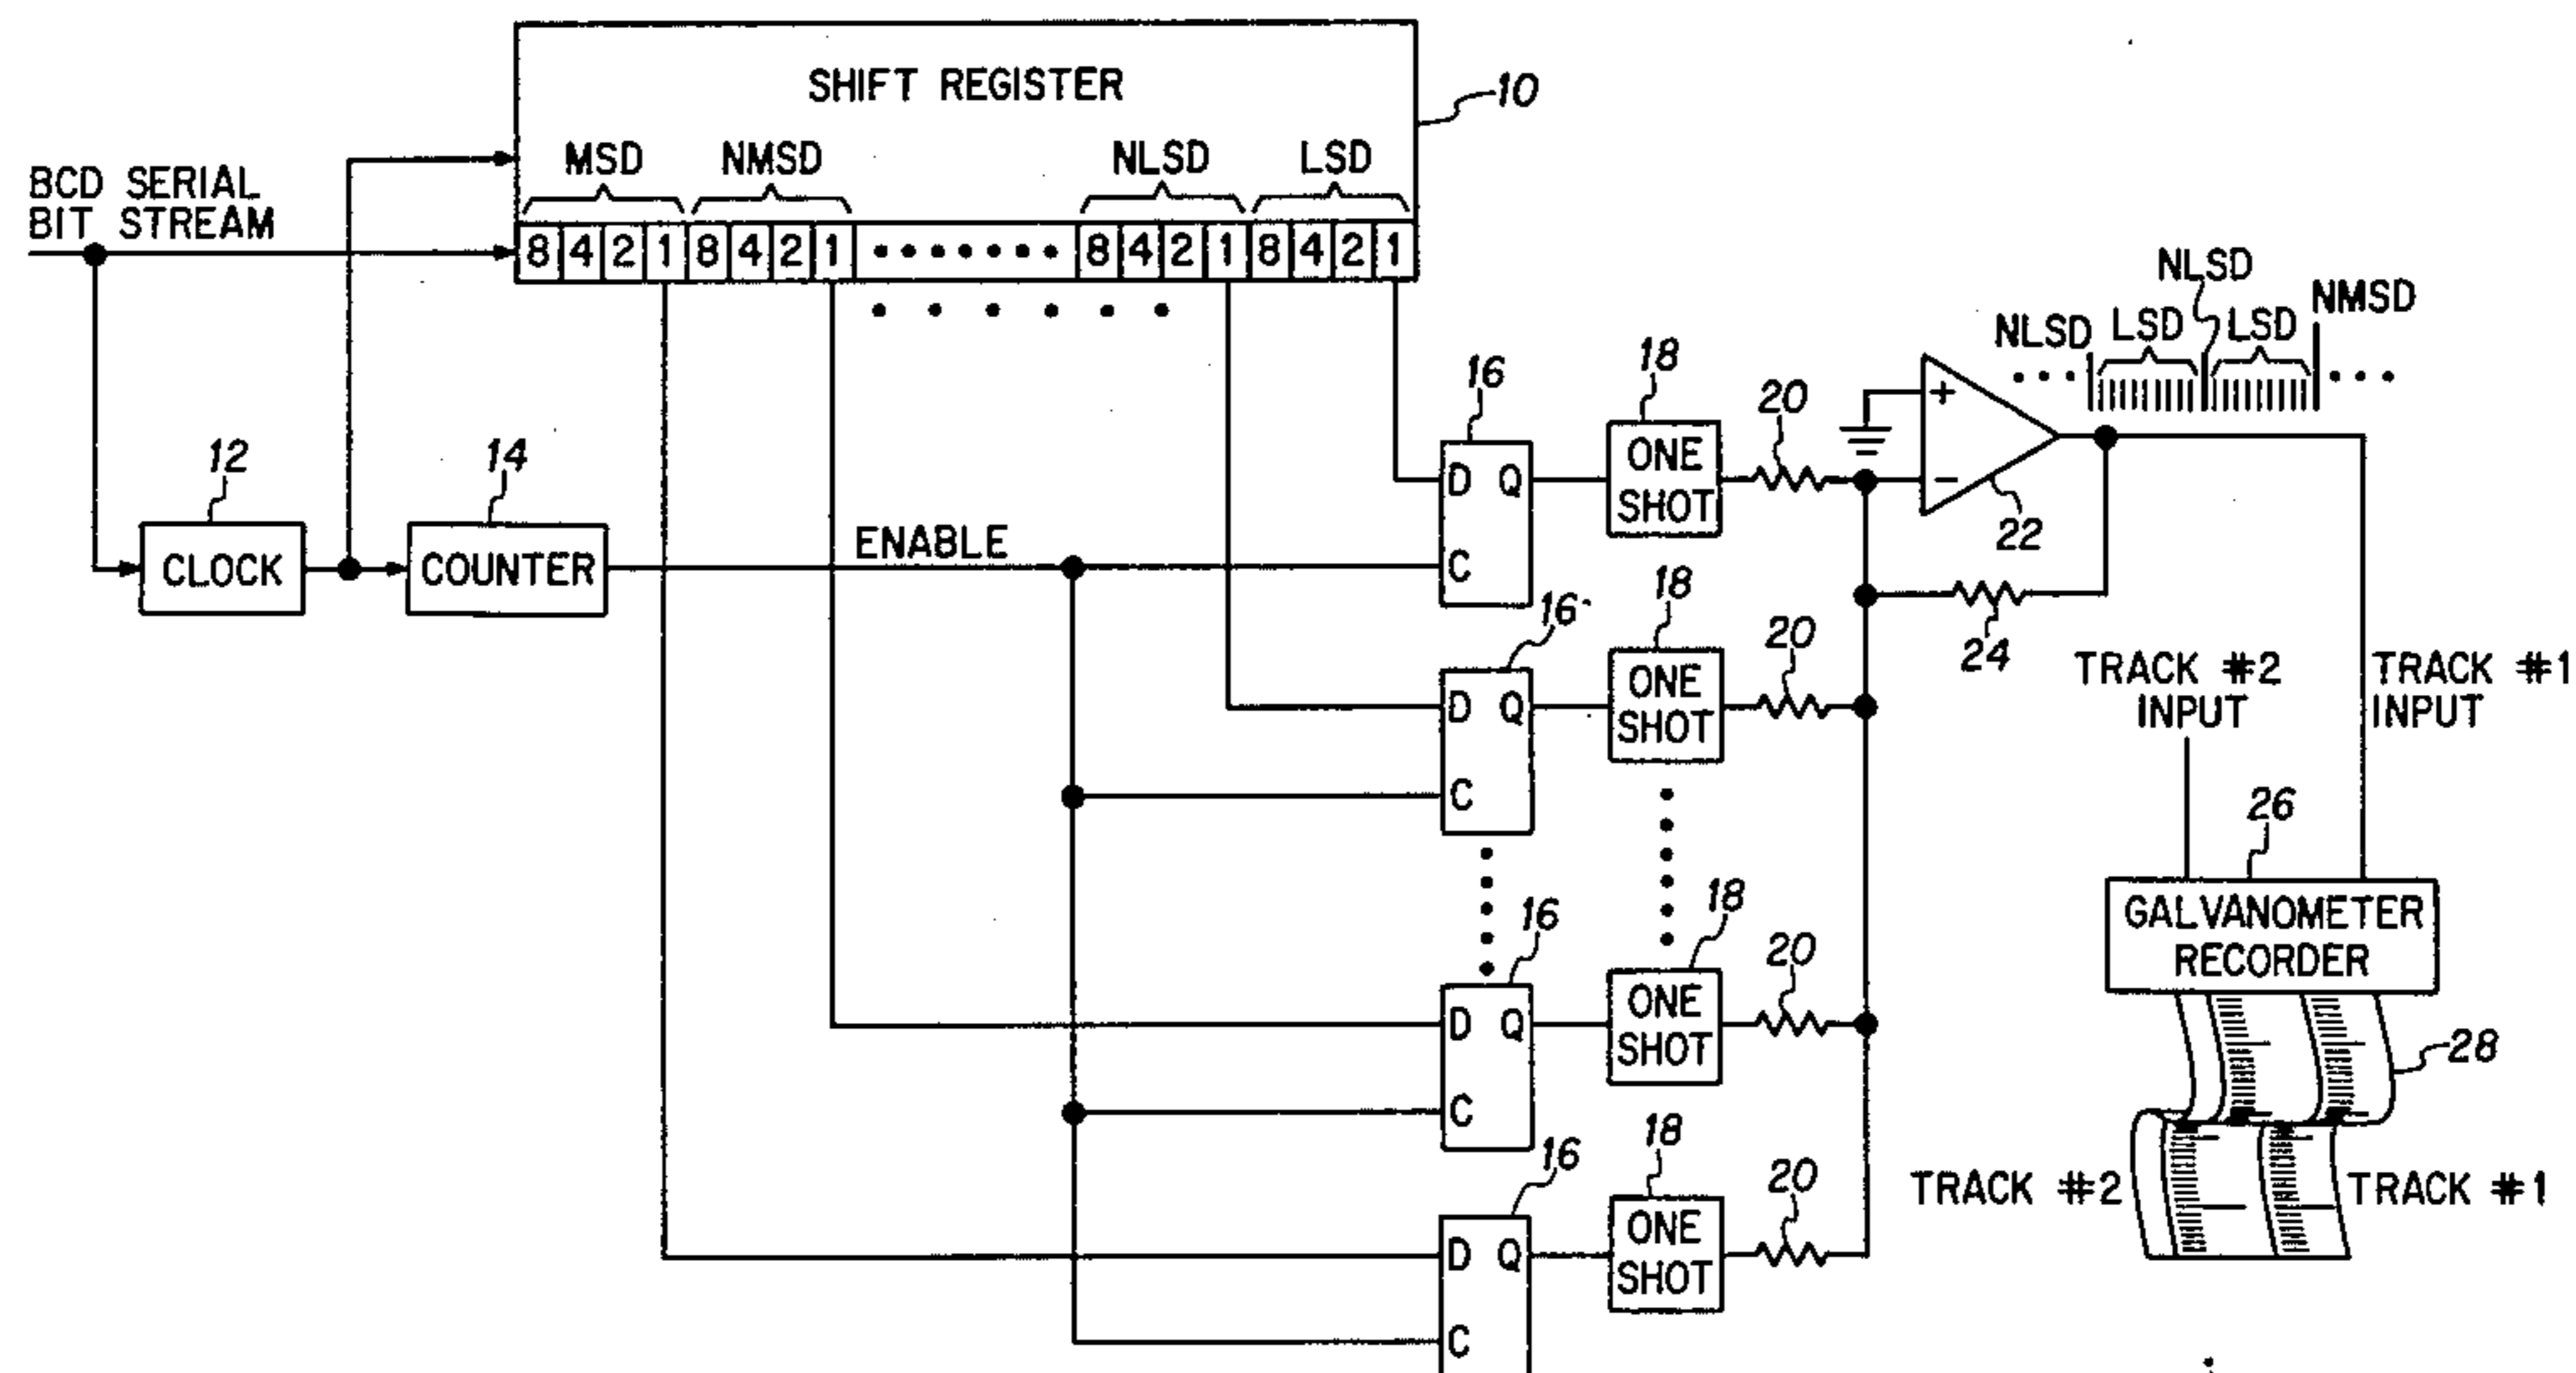 SHIFT REGISTER
10
MSD NMSD NLSD LSD
BCD SERIAL
BIT STREAM
8 4 2 1 8 4 2 1 ....... 8 4 2 1 8 4 2 1
. . . . . .
NLSD LSD NLSD LSD NMSD
12
CLOCK
14
COUNTER
ENABLE
16
D Q
C
18
ONE
SHOT
20
+
-
22
24
16
D Q
C
18
ONE
SHOT
20
TRACK #2
INPUT
TRACK #1
INPUT
26
GALVANOMETER
RECORDER
28
16
D Q
C
18
ONE
SHOT
20
16
D Q
C
18
ONE
SHOT
20
TRACK #2
TRACK #1